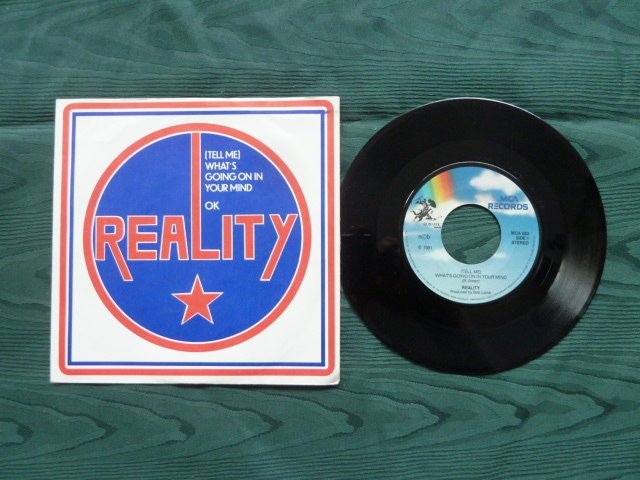 (TELL ME)
WHAT'S
GOING ON IN
YOUR MIND
OK
REALITY
MCA RECORDS
SIDE 1
STEREO
℗ 1981
(TELL ME)
WHAT'S GOING ON IN YOUR MIND
REALITY